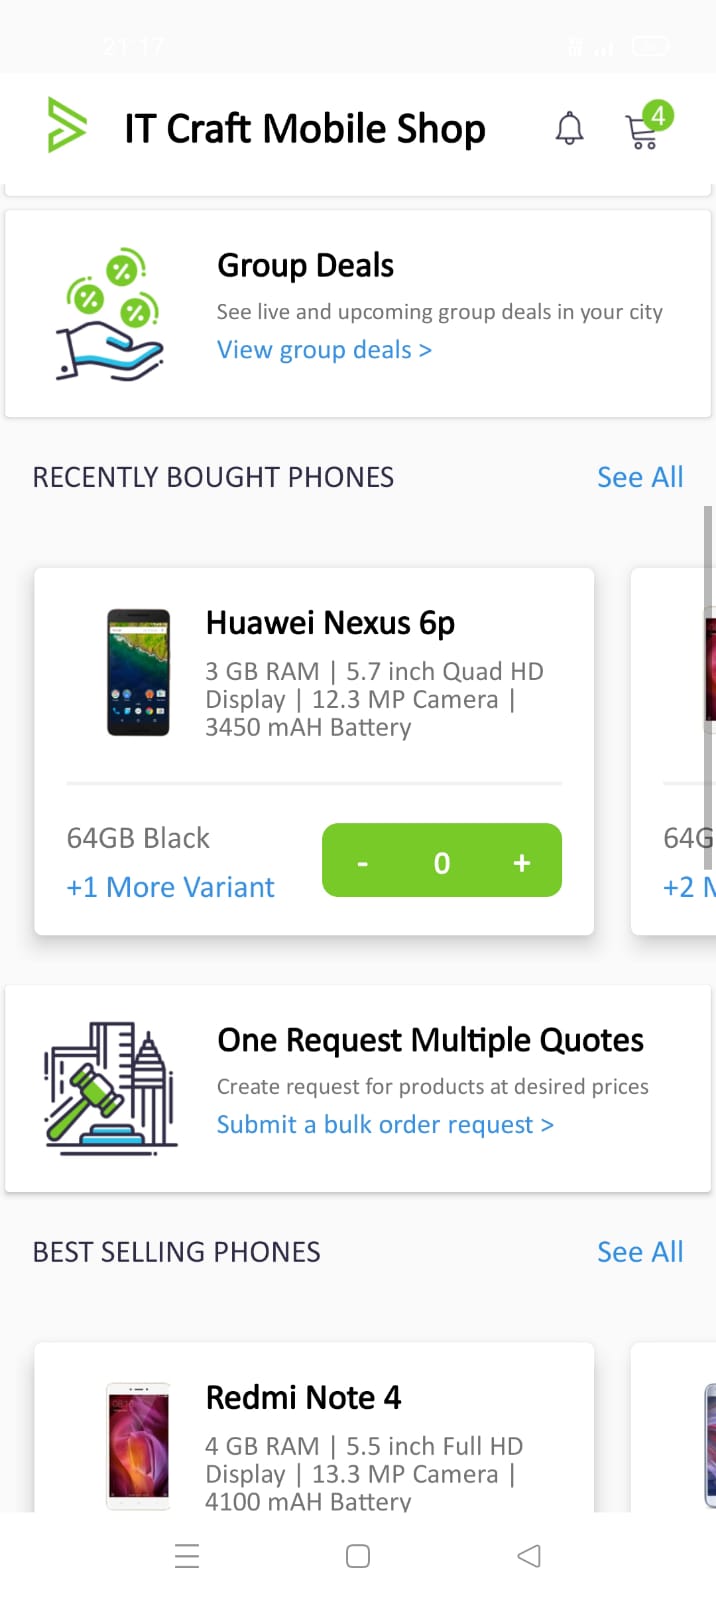 21:17
IT Craft Mobile Shop
4
Group Deals
See live and upcoming group deals in your city
View group deals >
RECENTLY BOUGHT PHONES
See All
Huawei Nexus 6p
3 GB RAM | 5.7 inch Quad HD
Display | 12.3 MP Camera |
3450 mAH Battery
64GB Black
+1 More Variant
- 0 +
64G
+2 M
One Request Multiple Quotes
Create request for products at desired prices
Submit a bulk order request >
BEST SELLING PHONES
See All
Redmi Note 4
4 GB RAM | 5.5 inch Full HD
Display | 13.3 MP Camera |
4100 mAH Battery